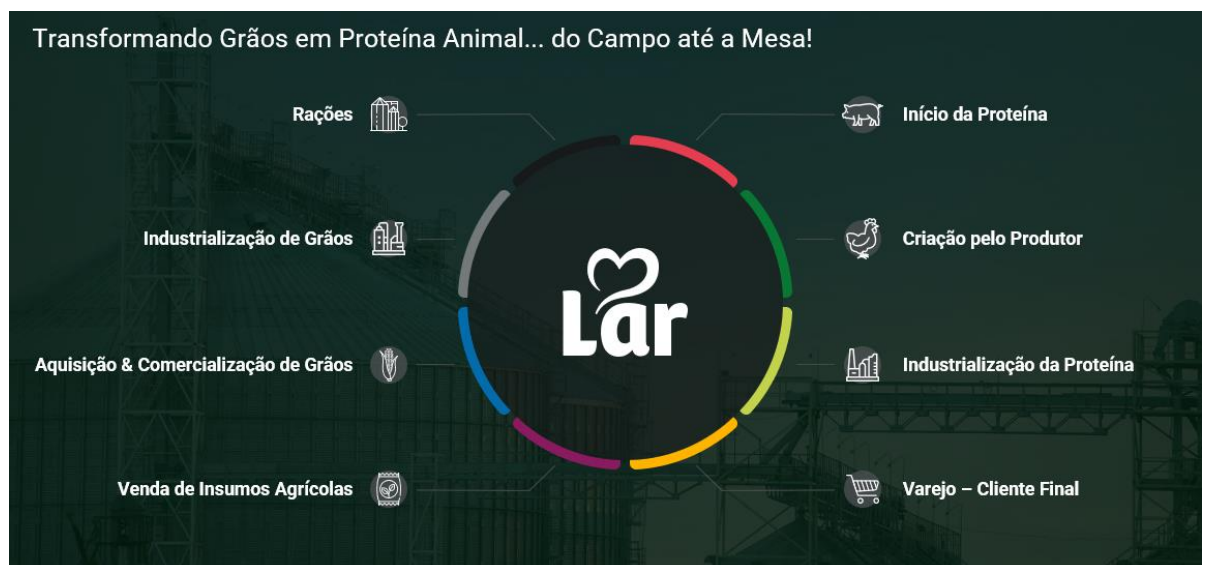 Transformando Grãos em Proteína Animal... do Campo até a Mesa!
Rações
Início da Proteína
Industrialização de Grãos
Criação pelo Produtor
Lar
Aquisição & Comercialização de Grãos
Industrialização da Proteína
Venda de Insumos Agrícolas
Varejo – Cliente Final